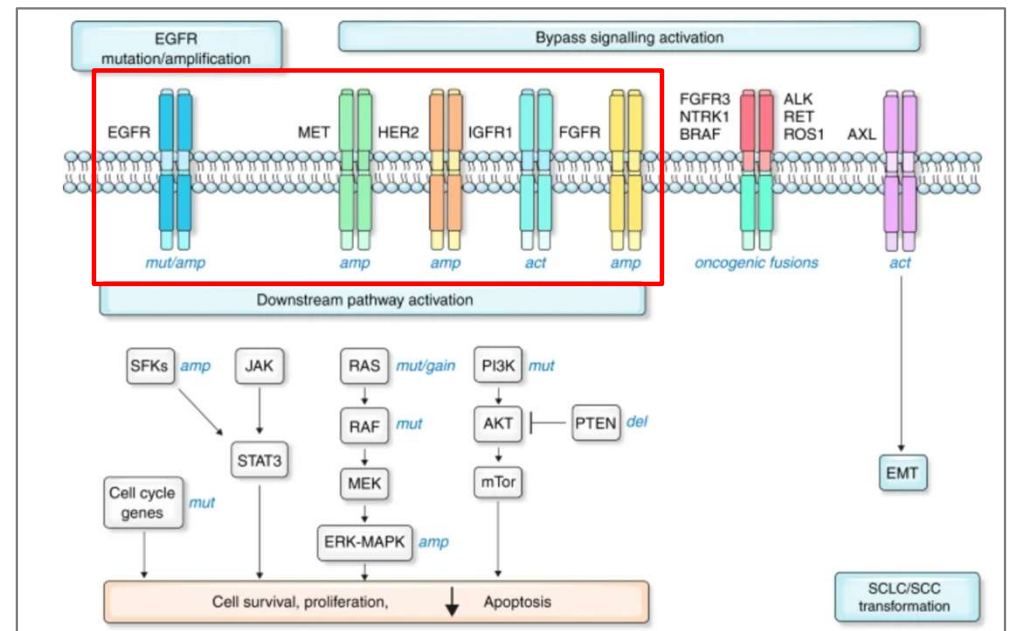 EGFR
mutation/amplification
Bypass signalling activation
EGFR
MET
HER2
IGFR1
FGFR
FGFR3
NTRK1
BRAF
ALK
RET
ROS1
AXL
mut/amp
amp
amp
act
amp
oncogenic fusions
act
Downstream pathway activation
SFKs amp
JAK
RAS mut/gain
PI3K mut
RAF mut
AKT
PTEN del
STAT3
MEK
mTor
EMT
Cell cycle
genes
mut
ERK-MAPK amp
Cell survival, proliferation, ↓ Apoptosis
SCLC/SCC
transformation